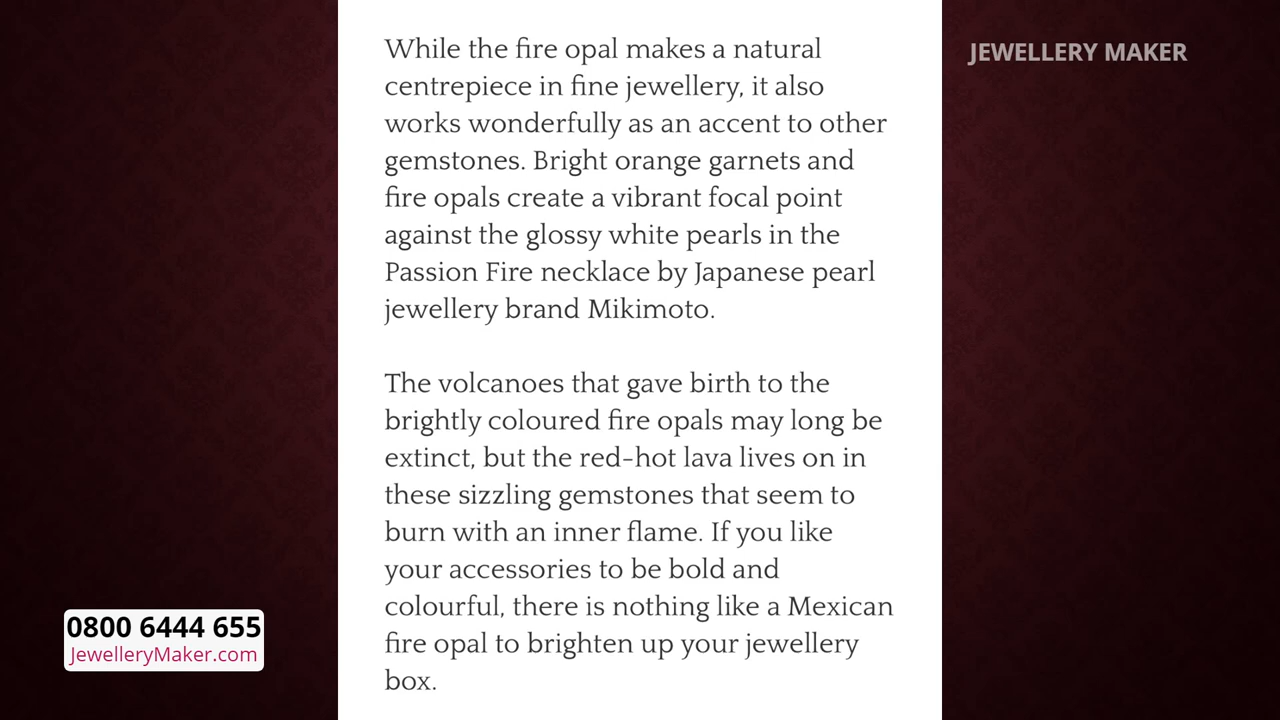 While the fire opal makes a natural
centrepiece in fine jewellery, it also
works wonderfully as an accent to other
gemstones. Bright orange garnets and
fire opals create a vibrant focal point
against the glossy white pearls in the
Passion Fire necklace by Japanese pearl
jewellery brand Mikimoto.
The volcanoes that gave birth to the
brightly coloured fire opals may long be
extinct, but the red-hot lava lives on in
these sizzling gemstones that seem to
burn with an inner flame. If you like
your accessories to be bold and
colourful, there is nothing like a Mexican
fire opal to brighten up your jewellery
box.
JEWELLERY MAKER
0800 6444 655
JewelleryMaker.com